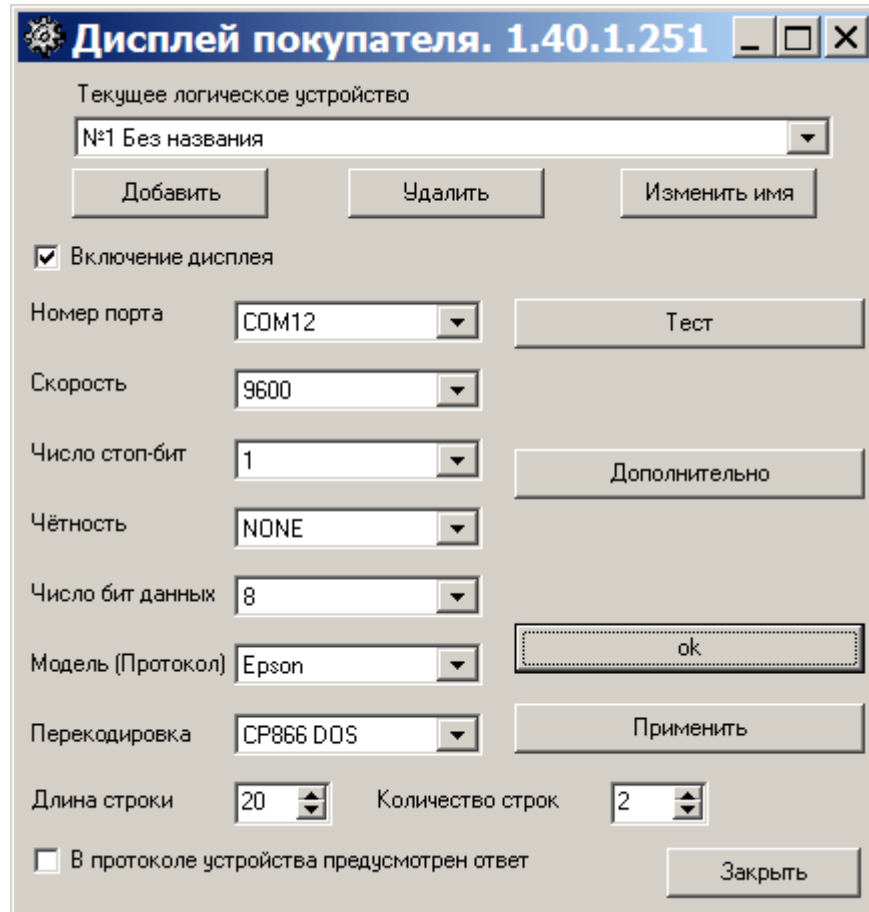 Дисплей покупателя. 1.40.1.251
Текущее логическое устройство
№1 Без названия
Добавить Удалить Изменить имя
Включение дисплея
Номер порта COM12 Тест
Скорость 9600
Число стоп-бит 1 Дополнительно
Чётность NONE
Число бит данных 8
ok
Модель (Протокол) Epson
Перекодировка CP866 DOS Применить
Длина строки 20 Количество строк 2
В протоколе устройства предусмотрен ответ
Закрыть